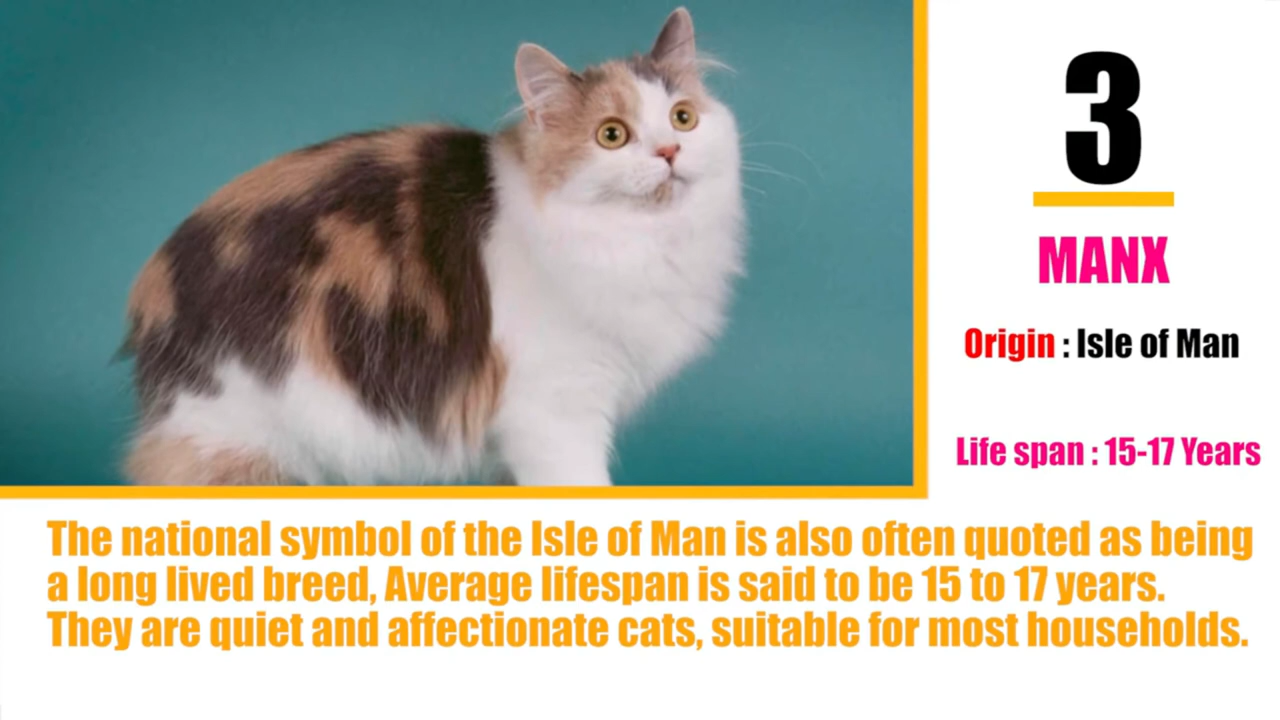 3
MANX
Origin : Isle of Man
Life span : 15-17 Years
The national symbol of the Isle of Man is also often quoted as being
a long lived breed, Average lifespan is said to be 15 to 17 years.
They are quiet and affectionate cats, suitable for most households.